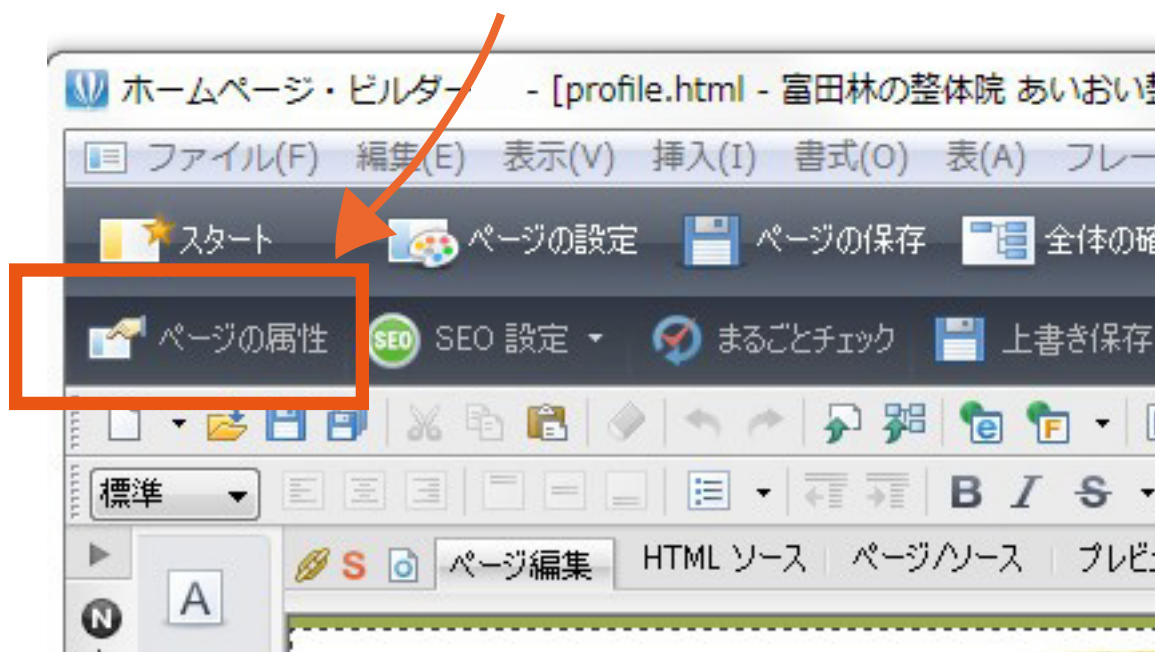 ホームページ・ビルダー - [profile.html - 富田林の整体院 あいおい整
ファイル(F) 編集(E) 表示(V) 挿入(I) 書式(O) 表(A) フレー
スタート ページの設定 ページの保存 全体の確
ページの属性 SEO SEO 設定 まるごとチェック 上書き保存
標準 B I S
S ページ編集 HTML ソース ページ/ソース プレビ
A
N